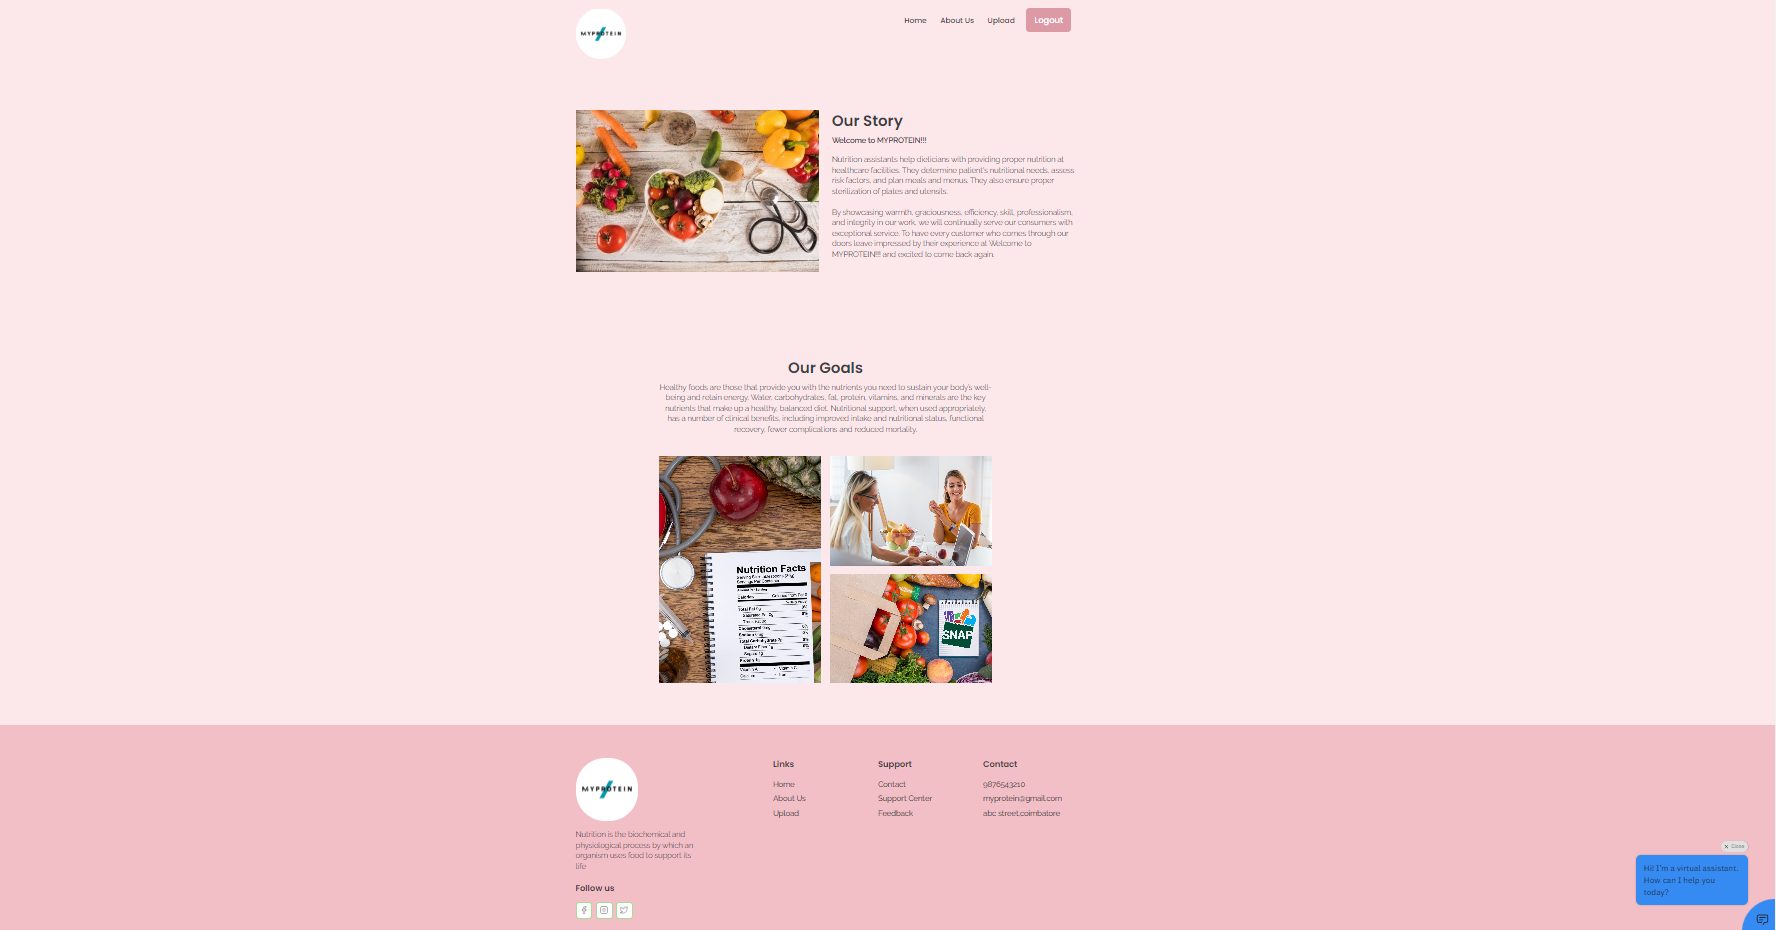 MYPROTEIN
Home
About Us
Upload
Logout
Our Story
Welcome to MYPROTEIN!!!
Nutrition assistants help dieticians with providing proper nutrition at
healthcare facilities. They determine patient's nutritional needs, assess
risk factors, and plan meals and menus. They also ensure proper
sterilization of plates and utensils.
By showcasing warmth, graciousness, efficiency, skill, professionalism,
and integrity in our work, we will continually serve our consumers with
exceptional service. To have every customer who comes through our
doors leave impressed by their experience at Welcome to
MYPROTEIN!!! and excited to come back again.
Our Goals
Healthy foods are those that provide you with the nutrients you need to sustain your body's well-
being and retain energy. Water, carbohydrates, fat, protein, vitamins, and minerals are the key
nutrients that make up a healthy, balanced diet. Nutritional support, when used appropriately,
has a number of clinical benefits, including improved intake and nutritional status, functional
recovery, fewer complications and reduced mortality.
Nutrition Facts
Calories
Total Fat
Cholesterol
Sodium
Total Carbohydrate
Protein
SNAP
MYPROTEIN
Nutrition is the biochemical and
physiological process by which an
organism uses food to support its
life
Follow us
Links
Home
About Us
Upload
Support
Contact
Support Center
Feedback
Contact
9876543210
myprotein@gmail.com
abc street,coimbatore
× Close
Hi! I'm a virtual assistant.
How can I help you
today?